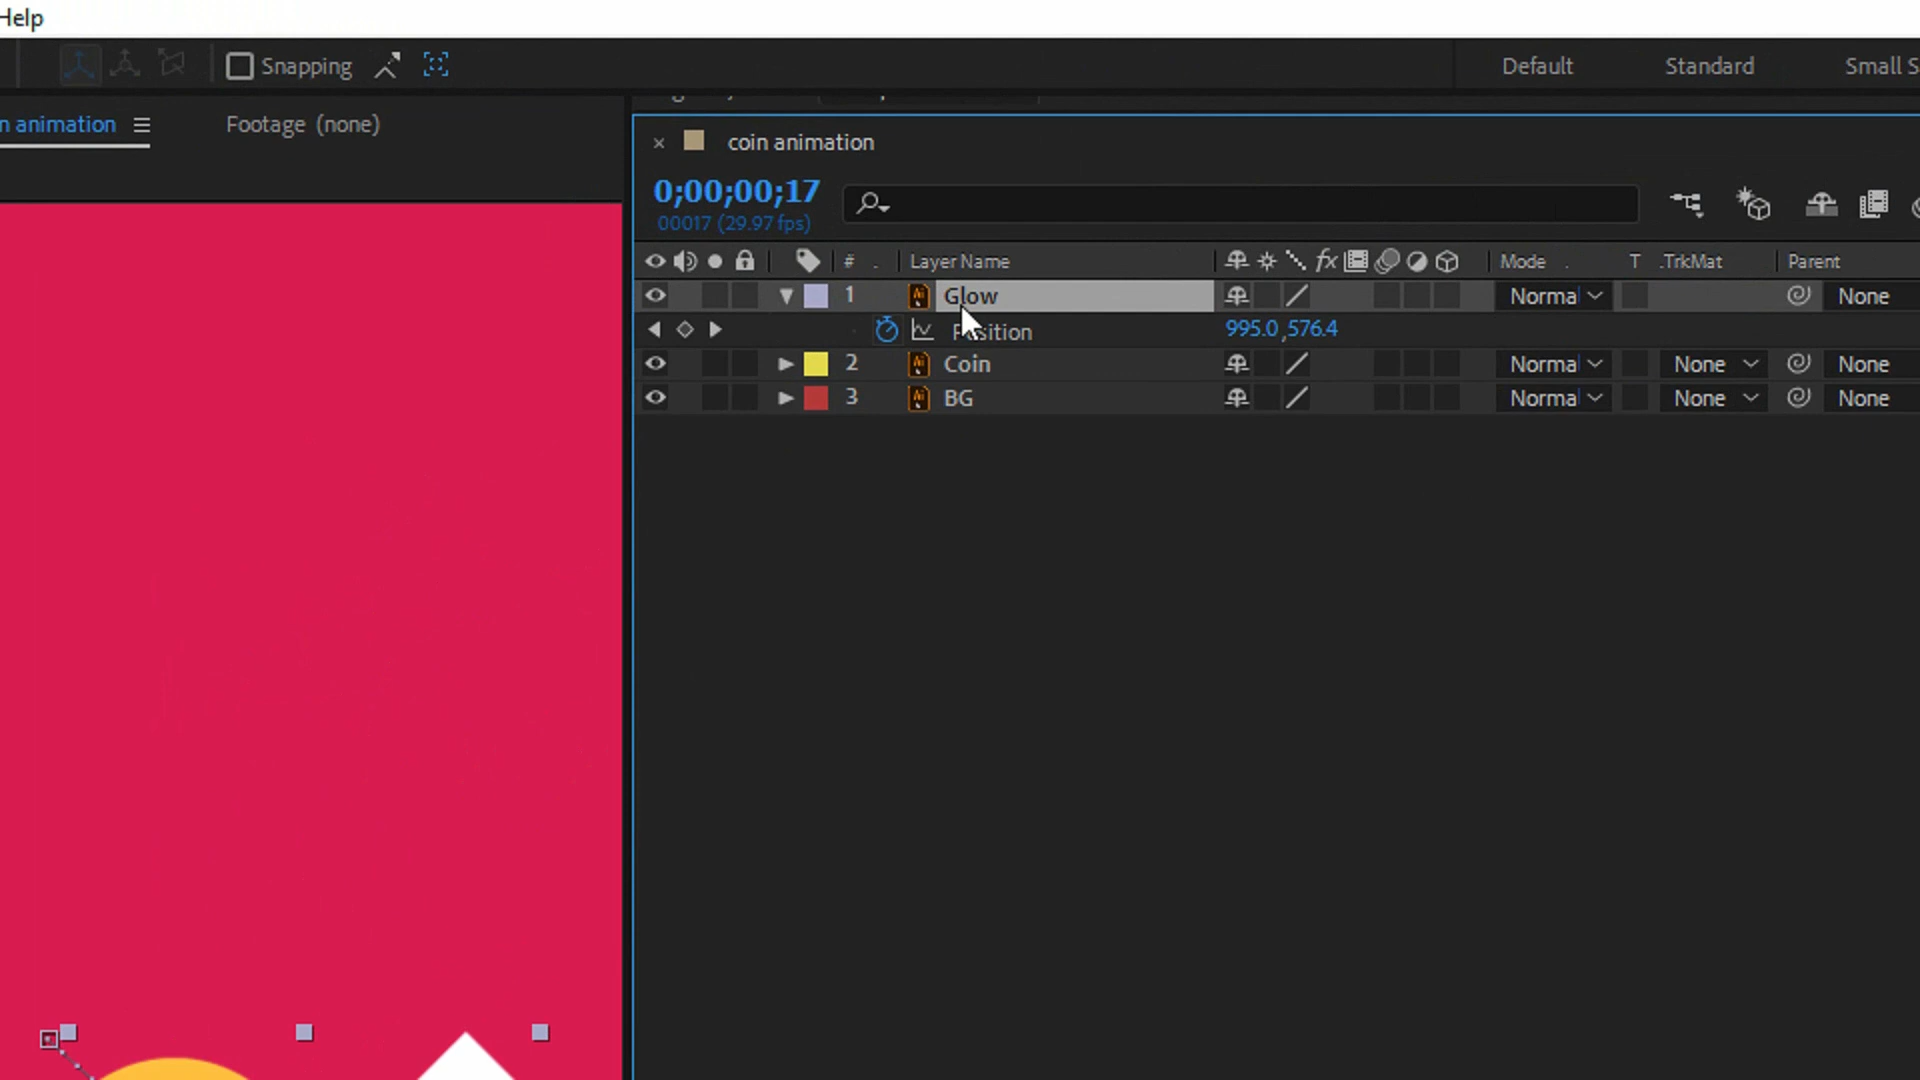 Help
Snapping
Default
Standard
Small S
n animation
Footage (none)
coin animation
0;00;00;17
00017 (29.97 fps)
# . Layer Name
fx
Mode . T .TrkMat Parent
1 Glow Normal None
Position 995.0,576.4
2 Coin Normal None None
3 BG Normal None None